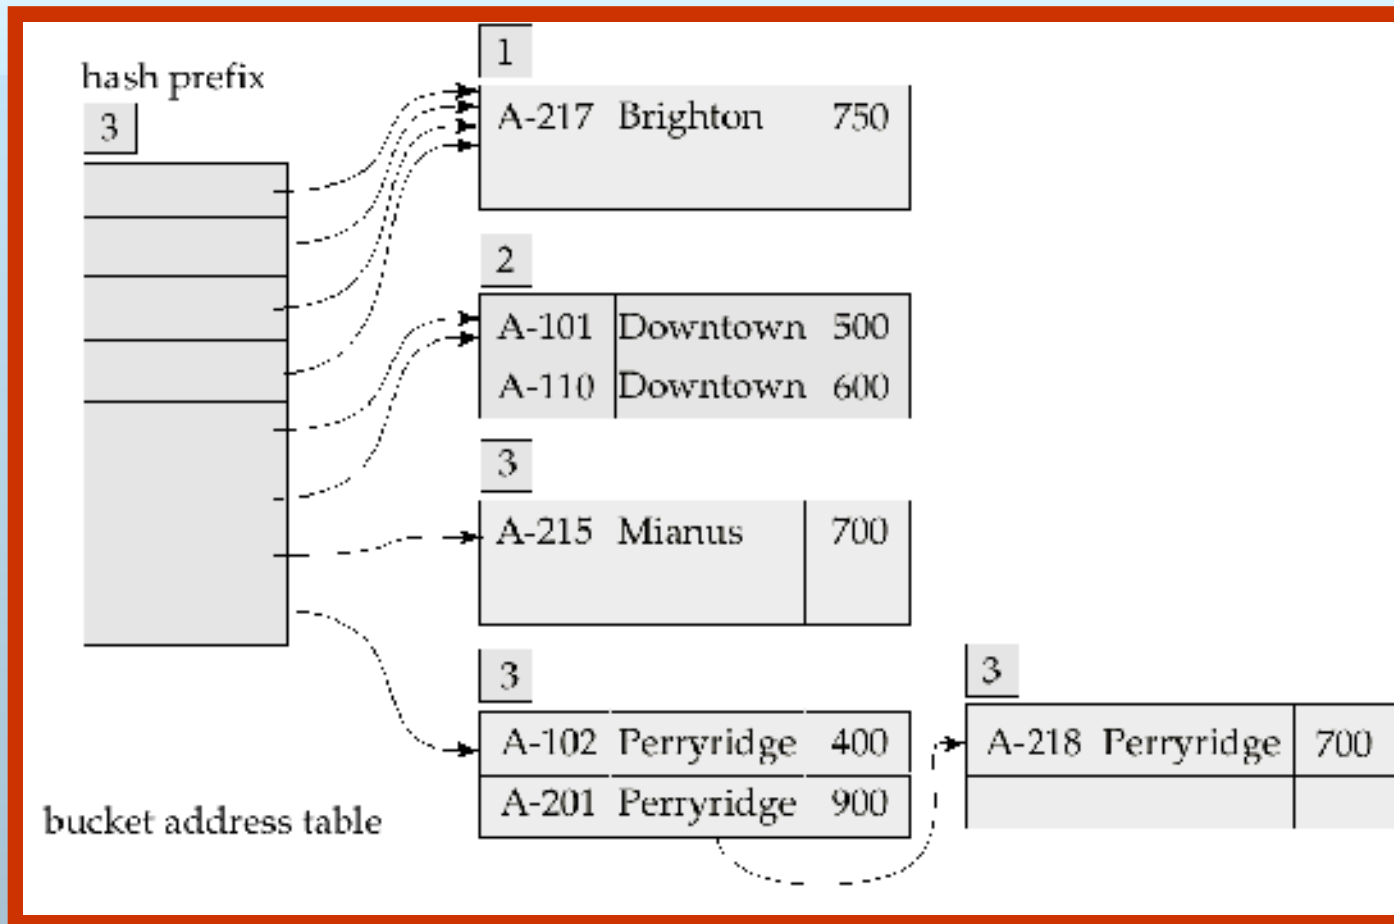 hash prefix
3
1
A-217 Brighton 750
2
A-101 Downtown 500
A-110 Downtown 600
3
A-215 Mianus 700
3
A-102 Perryridge 400
A-201 Perryridge 900
3
A-218 Perryridge 700
bucket address table